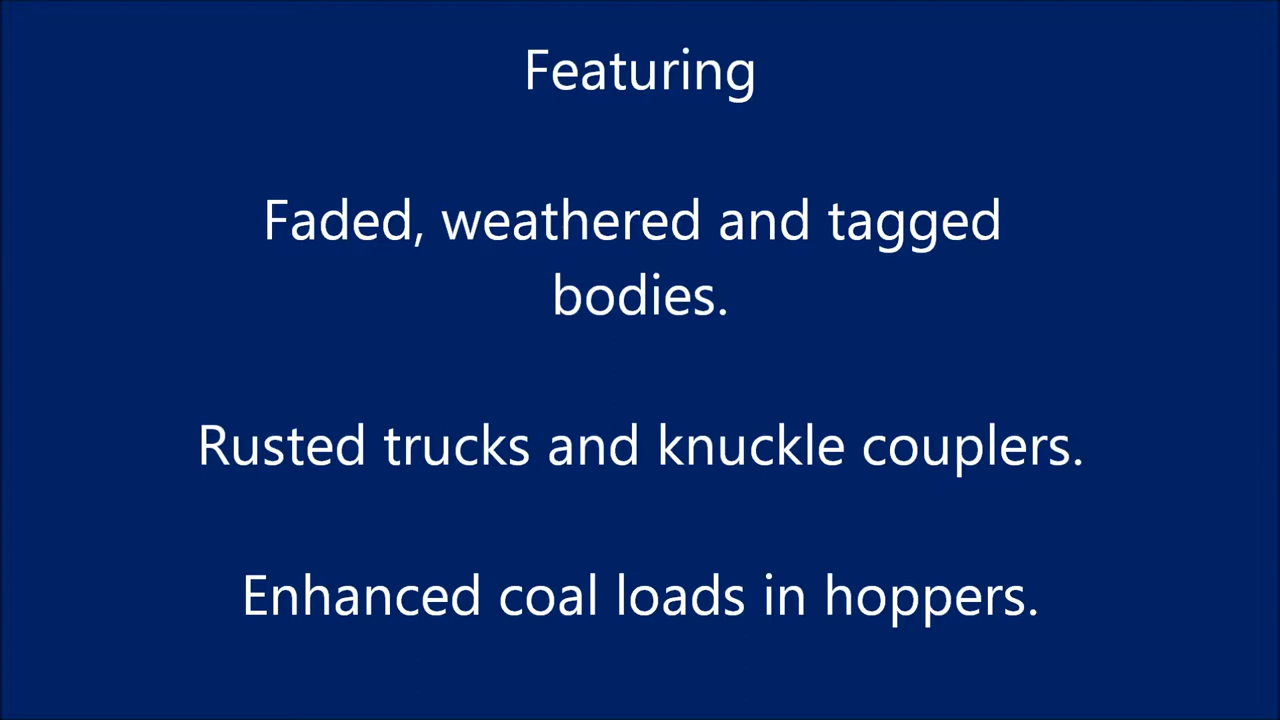 Featuring
Faded, weathered and tagged
bodies.
Rusted trucks and knuckle couplers.
Enhanced coal loads in hoppers.